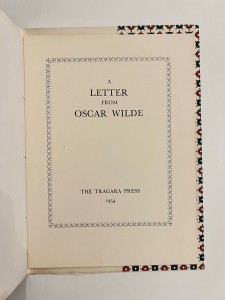 A
LETTER
FROM
OSCAR WILDE
THE TRAGARA PRESS
1954